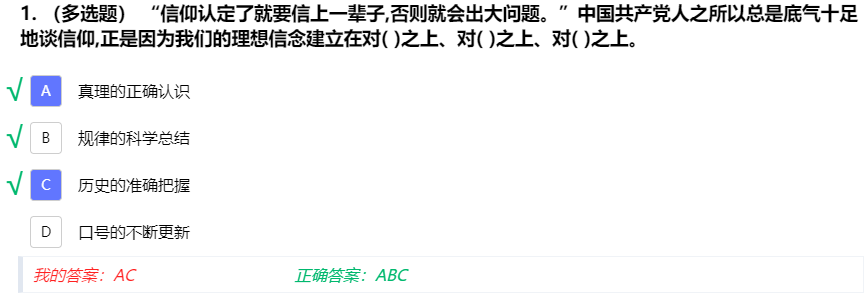 1. （多选题） “信仰认定了就要信上一辈子,否则就会出大问题。”中国共产党人之所以总是底气十足
地谈信仰,正是因为我们的理想信念建立在对( )之上、对( )之上、对( )之上。
√ A 真理的正确认识
√ B 规律的科学总结
√ C 历史的准确把握
D 口号的不断更新
我的答案：AC 正确答案：ABC